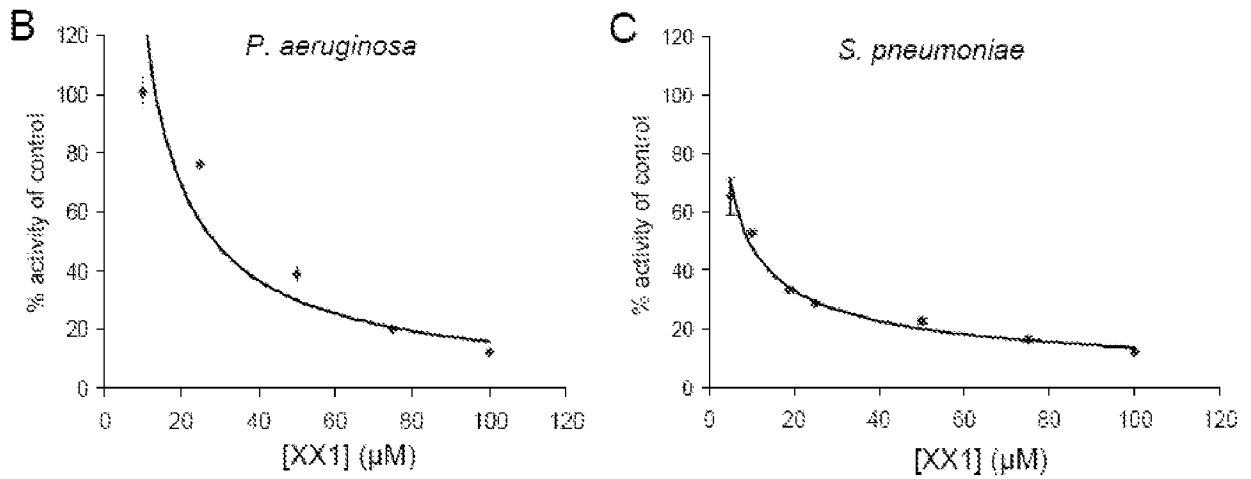 B
P. aeruginosa
120
100
80
60
40
20
0
% activity of control
0 20 40 60 80 100 120
[XX1] (µM)
C
S. pneumoniae
120
100
80
60
40
20
0
% activity of control
0 20 40 60 80 100 120
[XX1] (µM)